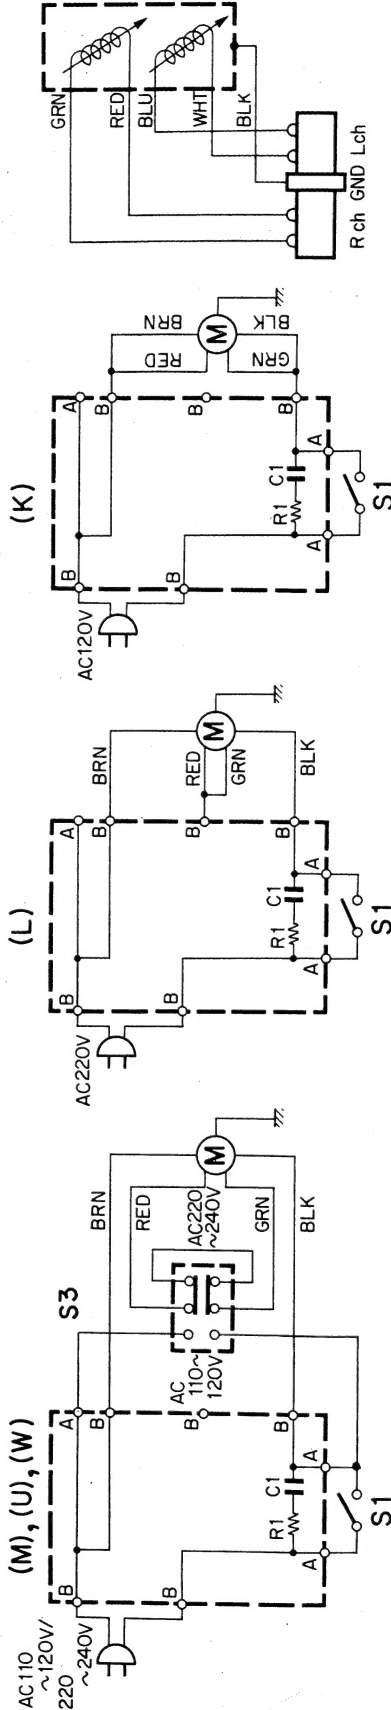 (M), (U), (W)
AC110
~120V/
220
~240V
B
B
A
B
B
B
A
A
R1
C1
S1
S3
AC
110~
120V
AC220
~240V
BRN
RED
GRN
BLK
M
(L)
AC220V
B
B
A
B
B
B
A
A
R1
C1
S1
BRN
RED
GRN
BLK
M
(K)
AC120V
B
B
A
B
B
B
A
A
R1
C1
S1
BRN
RED
GRN
BLK
M
GRN
RED
BLU
WHT
BLK
R ch GND L ch